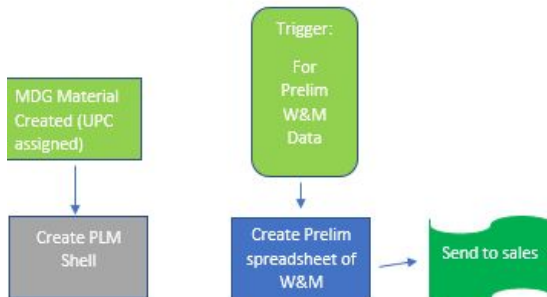 MDG Material
Created (UPC
assigned)
Create PLM
Shell
Trigger:
For
Prelim
W&M
Data
Create Prelim
spreadsheet of
W&M
Send to sales